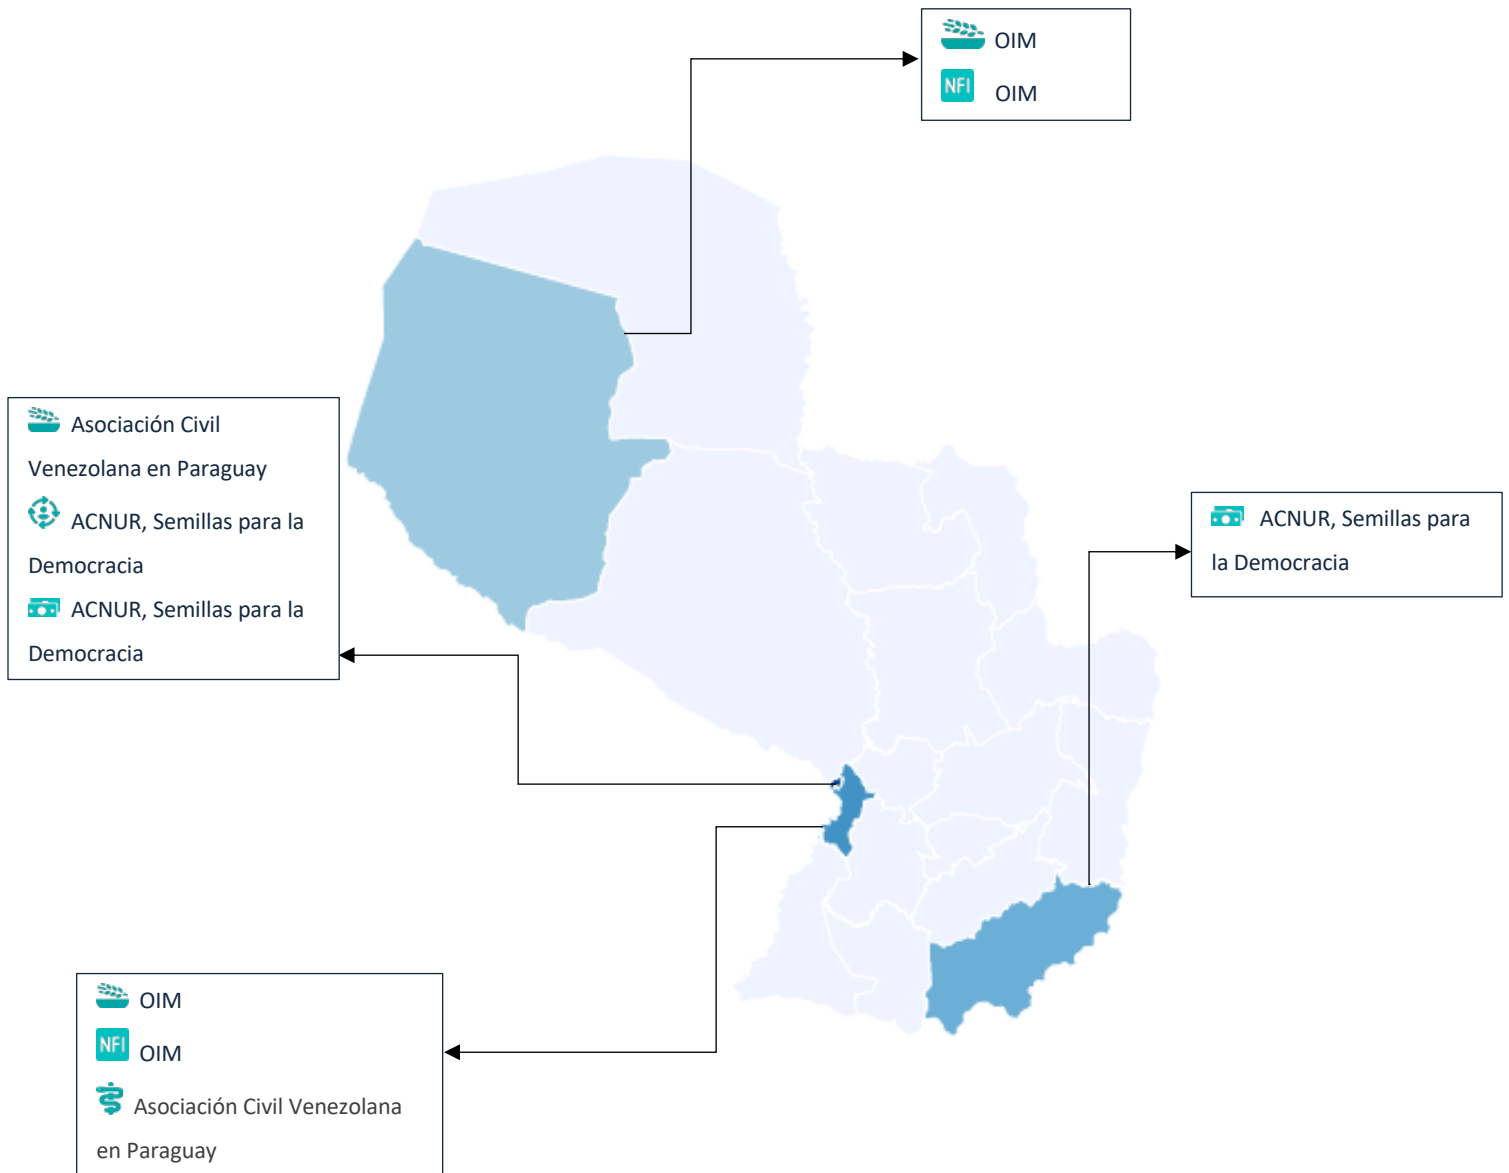 OIM
NFI OIM
Asociación Civil
Venezolana en Paraguay
ACNUR, Semillas para la
Democracia
ACNUR, Semillas para la
Democracia
ACNUR, Semillas para
la Democracia
OIM
NFI OIM
Asociación Civil Venezolana
en Paraguay